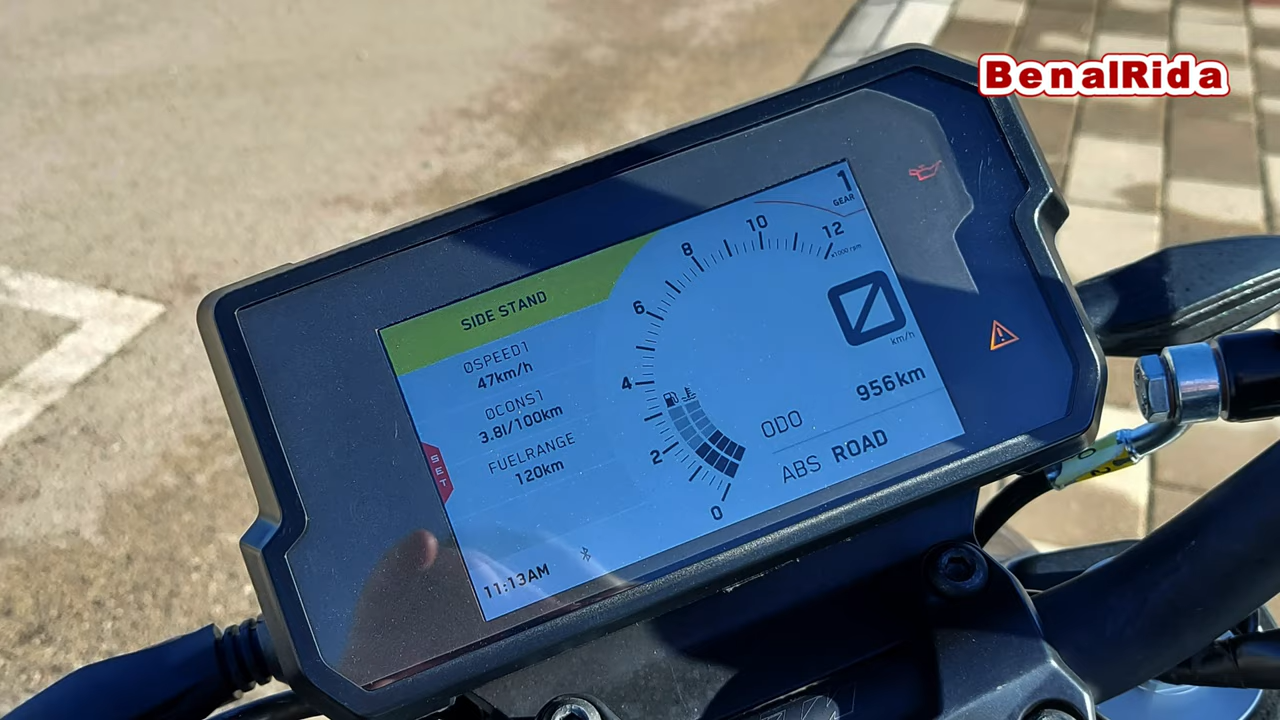 BenalRida
1
GEAR
SIDE STAND
ØSPEED1
47km/h
ØCONS1
3.8l/100km
FUELRANGE
120km
SET
11:13AM
0
2
4
6
8
10
12
x1000 rpm
0
km/h
ODO 956km
ABS ROAD